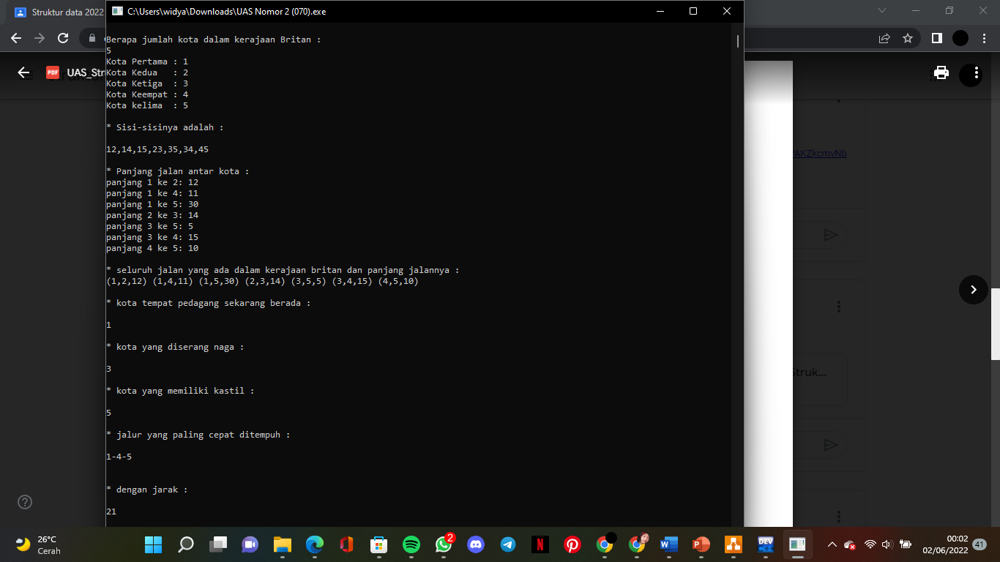 Struktur data 2022
C:\Users\widya\Downloads\UAS Nomor 2 (070).exe
PDF UAS_Str
Berapa jumlah kota dalam kerajaan Britan :
5
Kota Pertama : 1
Kota Kedua   : 2
Kota Ketiga  : 3
Kota Keempat : 4
Kota kelima  : 5
* Sisi-sisinya adalah :
12,14,15,23,35,34,45
* Panjang jalan antar kota :
panjang 1 ke 2: 12
panjang 1 ke 4: 11
panjang 1 ke 5: 30
panjang 2 ke 3: 14
panjang 3 ke 5: 5
panjang 3 ke 4: 15
panjang 4 ke 5: 10
* seluruh jalan yang ada dalam kerajaan britan dan panjang jalannya :
(1,2,12) (1,4,11) (1,5,30) (2,3,14) (3,5,5) (3,4,15) (4,5,10)
* kota tempat pedagang sekarang berada :
1
* kota yang diserang naga :
3
* kota yang memiliki kastil :
5
* jalur yang paling cepat ditempuh :
1-4-5
* dengan jarak :
21
AKZkcmvNb
Struk...
26°C
Cerah
2
N
W
P
DEV
00:02
02/06/2022
41